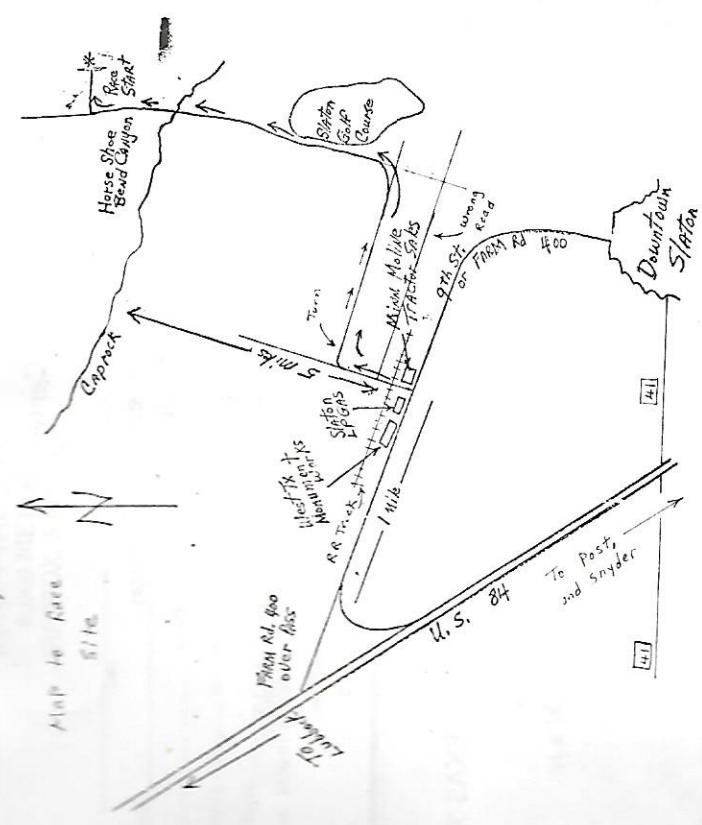 Map to Race
Site
Race
START
Horse Shoe
Bend Canyon
Slaton
Golf
Course
Caprock
Turn
5 miles
Minn Moline
Tractor Sales
Wrong
Road
9th St.
or FARM Rd 400
Downtown
Slaton
Slaton
LP GAS
West TX
Monument
RR Track
1 Mile
FARM Rd. 400
over Pass
To
Lubbock
U. S. 84
To Post,
and Snyder
41
41